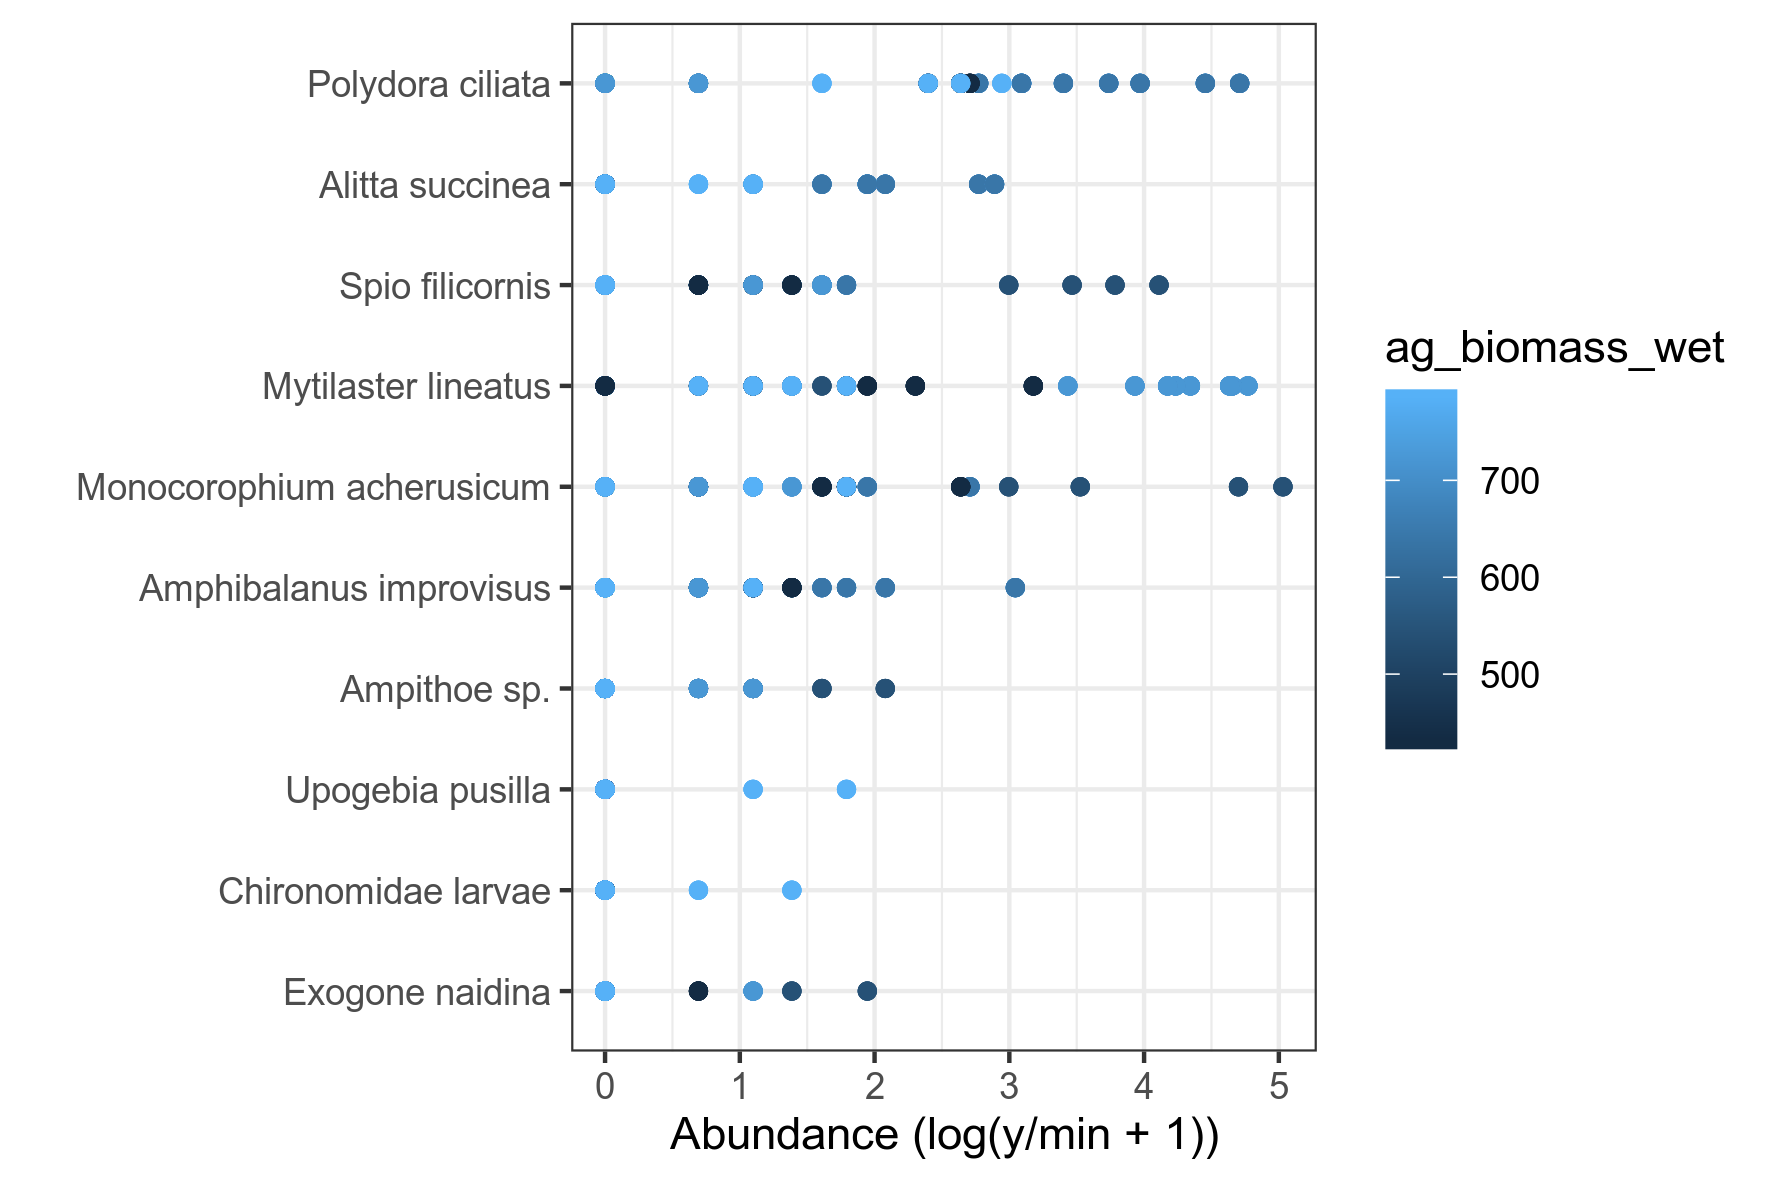 Polydora ciliata
Alitta succinea
Spio filicornis
Mytilaster lineatus
Monocorophium acherusicum
Amphibalanus improvisus
Ampithoe sp.
Upogebia pusilla
Chironomidae larvae
Exogone naidina
0 1 2 3 4 5
Abundance (log(y/min + 1))
ag_biomass_wet
700
600
500